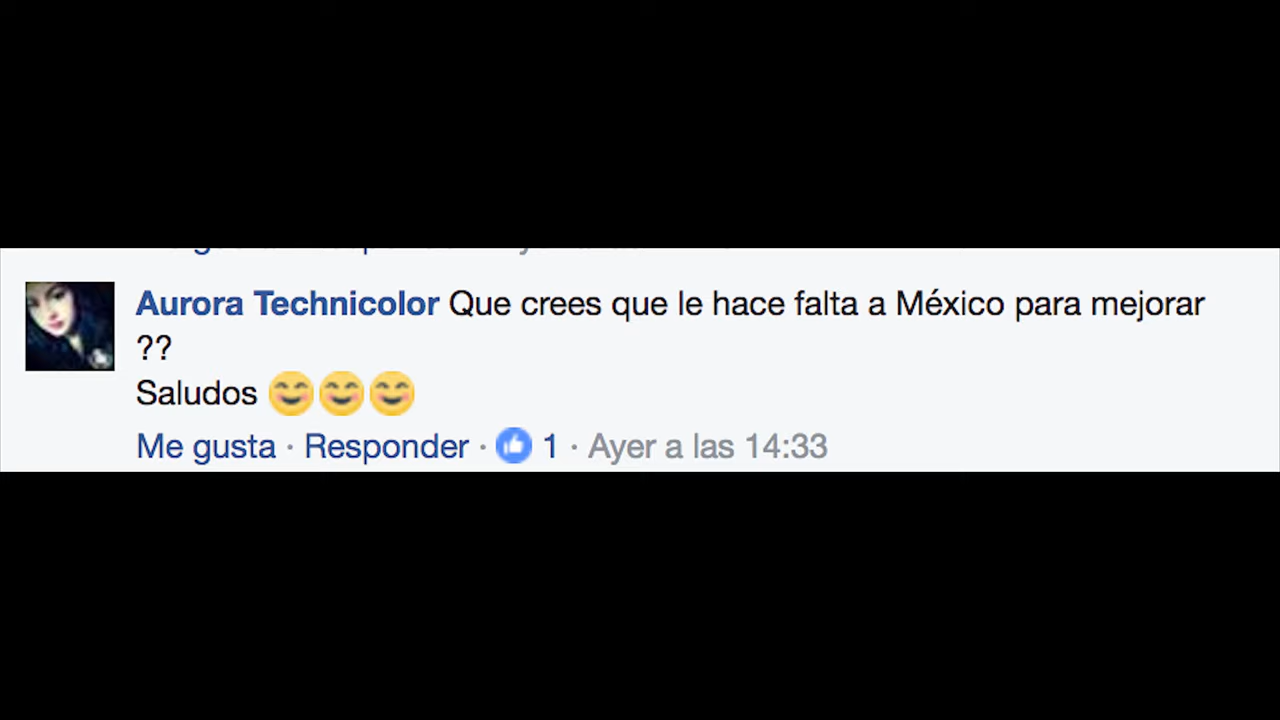 Aurora Technicolor Que crees que le hace falta a México para mejorar
??
Saludos 😊😊😊
Me gusta · Responder · 1 · Ayer a las 14:33